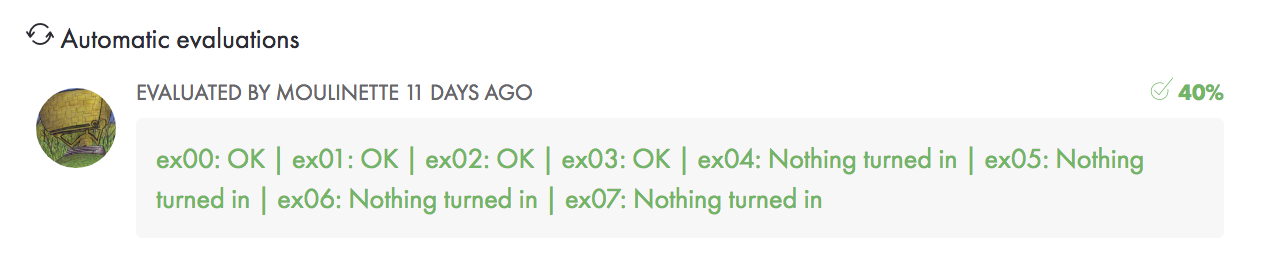 Automatic evaluations
EVALUATED BY MOULINETTE 11 DAYS AGO
40%
ex00: OK | ex01: OK | ex02: OK | ex03: OK | ex04: Nothing turned in | ex05: Nothing
turned in | ex06: Nothing turned in | ex07: Nothing turned in